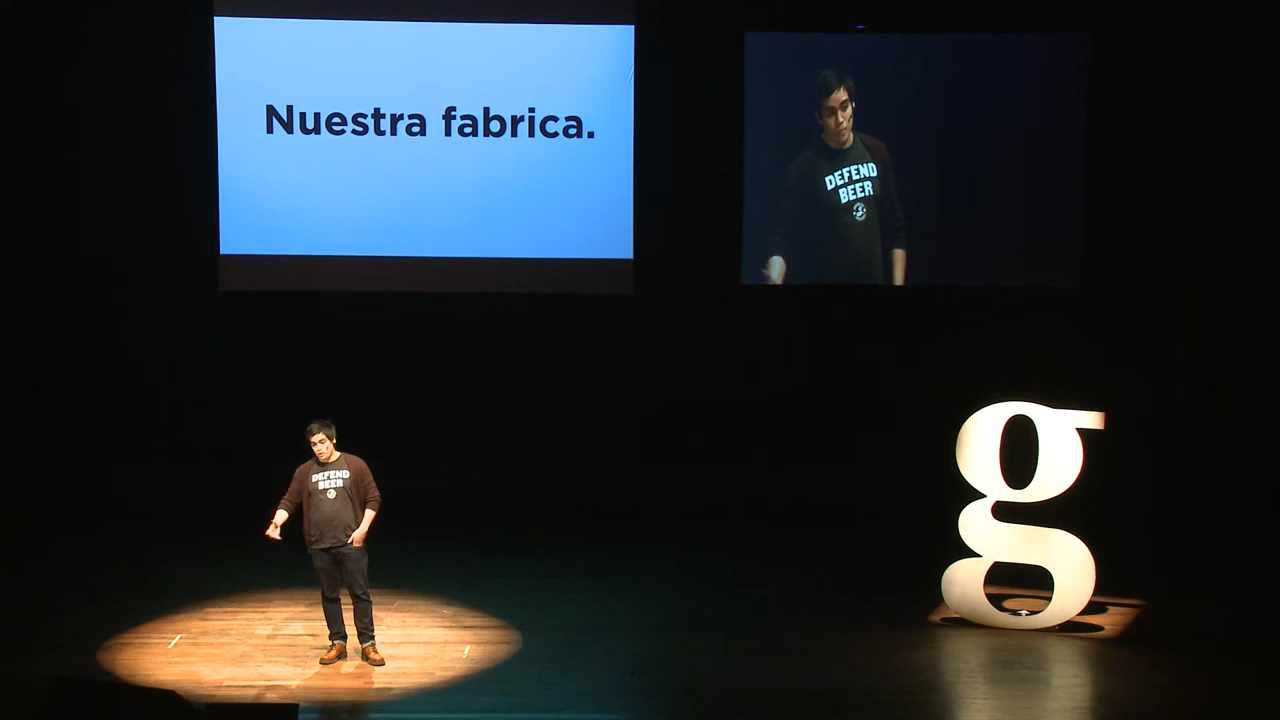 Nuestra fabrica.
DEFEND
BEER
DEFEND
BEER
g